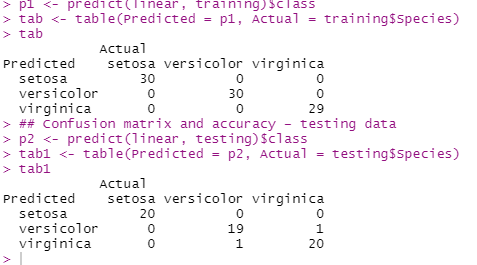 > p1 <- predict(linear, training)$class
> tab <- table(Predicted = p1, Actual = training$Species)
> tab
Actual
Predicted setosa versicolor virginica
setosa 30 0 0
versicolor 0 30 0
virginica 0 0 29
> ## Confusion matrix and accuracy – testing data
> p2 <- predict(linear, testing)$class
> tab1 <- table(Predicted = p2, Actual = testing$Species)
> tab1
Actual
Predicted setosa versicolor virginica
setosa 20 0 0
versicolor 0 19 1
virginica 0 1 20
>